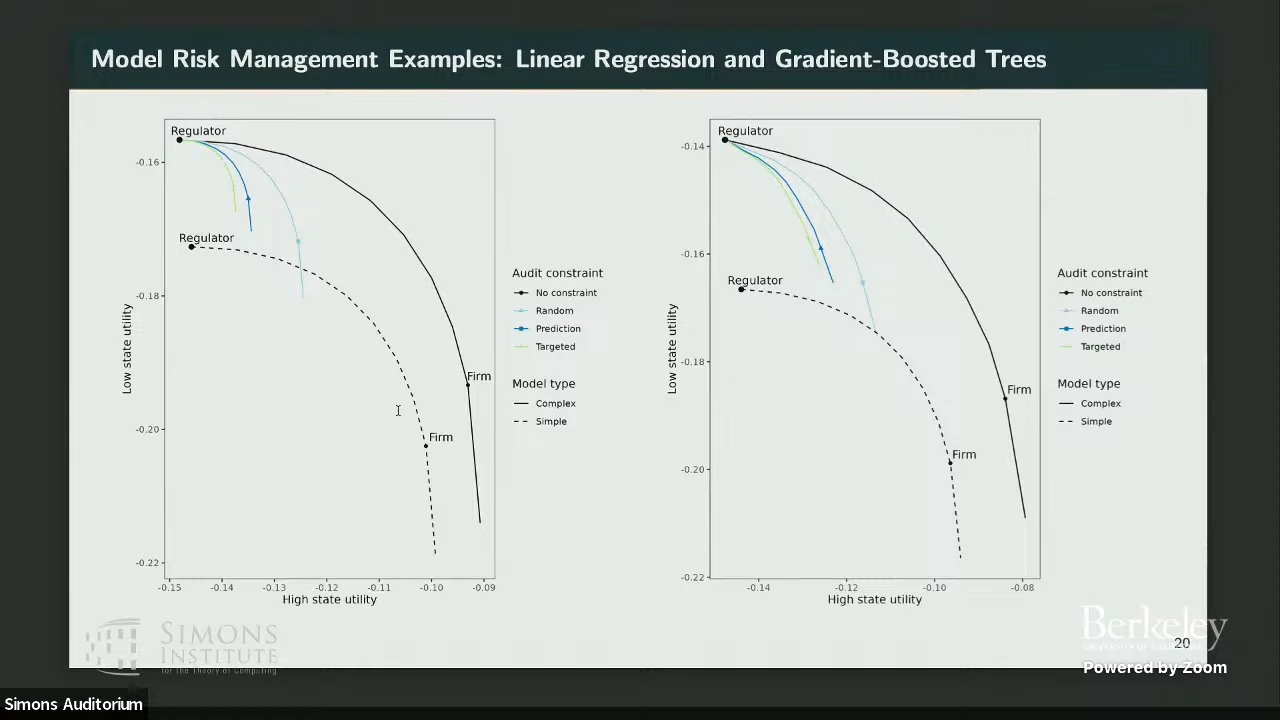 Model Risk Management Examples: Linear Regression and Gradient-Boosted Trees
Regulator
Regulator
Firm
Firm
-0.16
-0.18
-0.20
-0.22
Low state utility
-0.15
-0.14
-0.13
-0.12
-0.11
-0.10
-0.09
High state utility
Audit constraint
No constraint
Random
Prediction
Targeted
Model type
Complex
Simple
Regulator
Regulator
Firm
Firm
-0.14
-0.16
-0.18
-0.20
-0.22
Low state utility
-0.14
-0.12
-0.10
-0.08
High state utility
Audit constraint
No constraint
Random
Prediction
Targeted
Model type
Complex
Simple
SIMONS
INSTITUTE
for the Theory of Computing
Berkeley
20
Powered by Zoom
Simons Auditorium